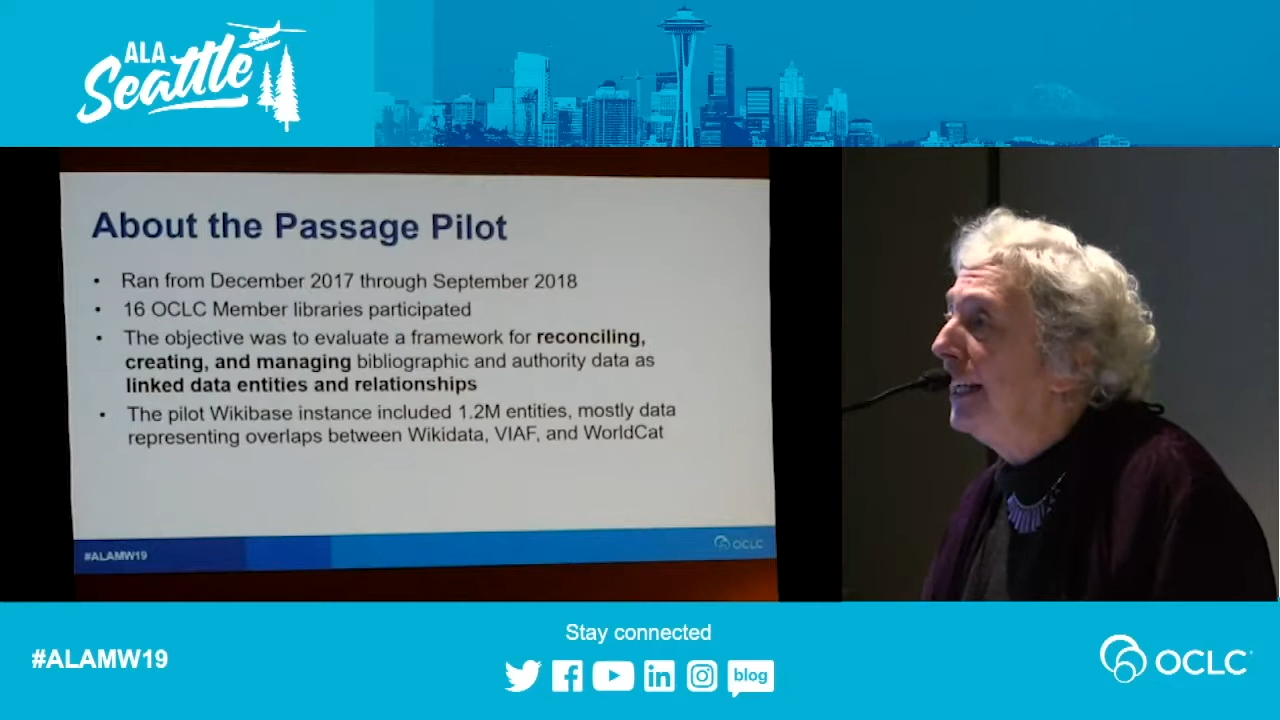 ALA
Seattle
About the Passage Pilot
• Ran from December 2017 through September 2018
• 16 OCLC Member libraries participated
• The objective was to evaluate a framework for reconciling,
creating, and managing bibliographic and authority data as
linked data entities and relationships
• The pilot Wikibase instance included 1.2M entities, mostly data
representing overlaps between Wikidata, VIAF, and WorldCat
#ALAMW19
OCLC
Stay connected
#ALAMW19
in
blog
OCLC